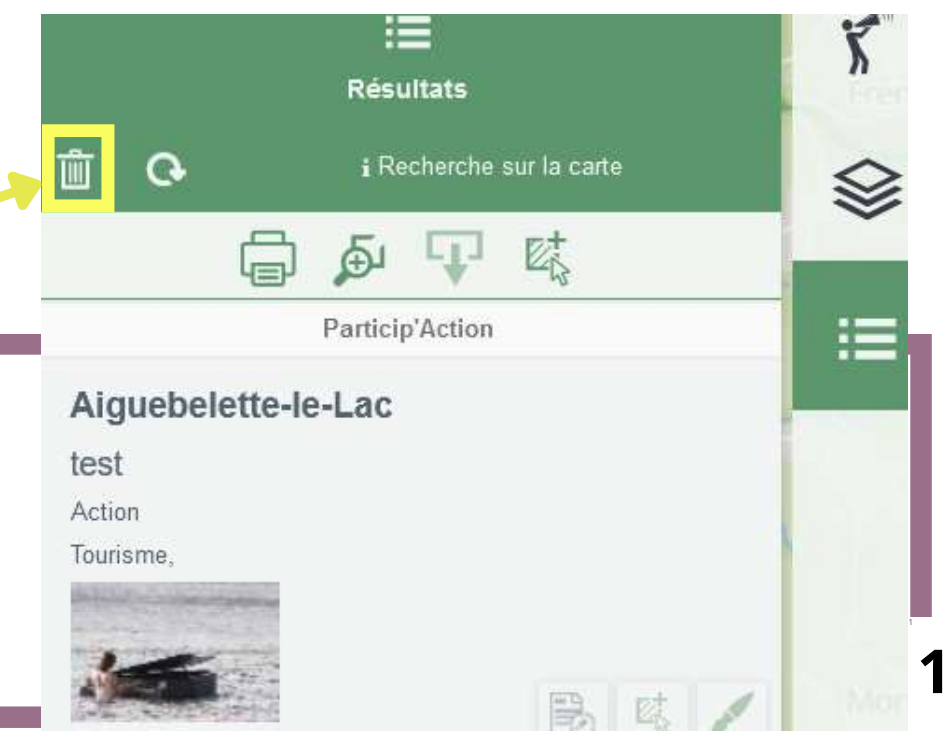 Résultats
i Recherche sur la carte
Particip'Action
Aiguebelette-le-Lac
test
Action
Tourisme,
1